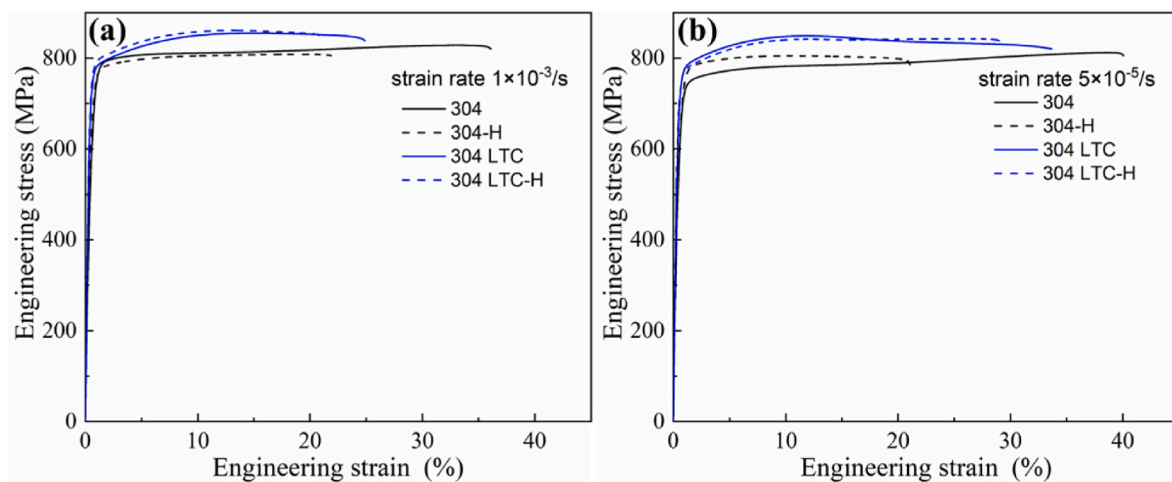 (a)
strain rate 1×10⁻³/s
304
304-H
304 LTC
304 LTC-H
Engineering stress (MPa)
800
600
400
200
0
0 10 20 30 40
Engineering strain (%)
(b)
strain rate 5×10⁻⁵/s
304
304-H
304 LTC
304 LTC-H
Engineering stress (MPa)
800
600
400
200
0
0 10 20 30 40
Engineering strain (%)